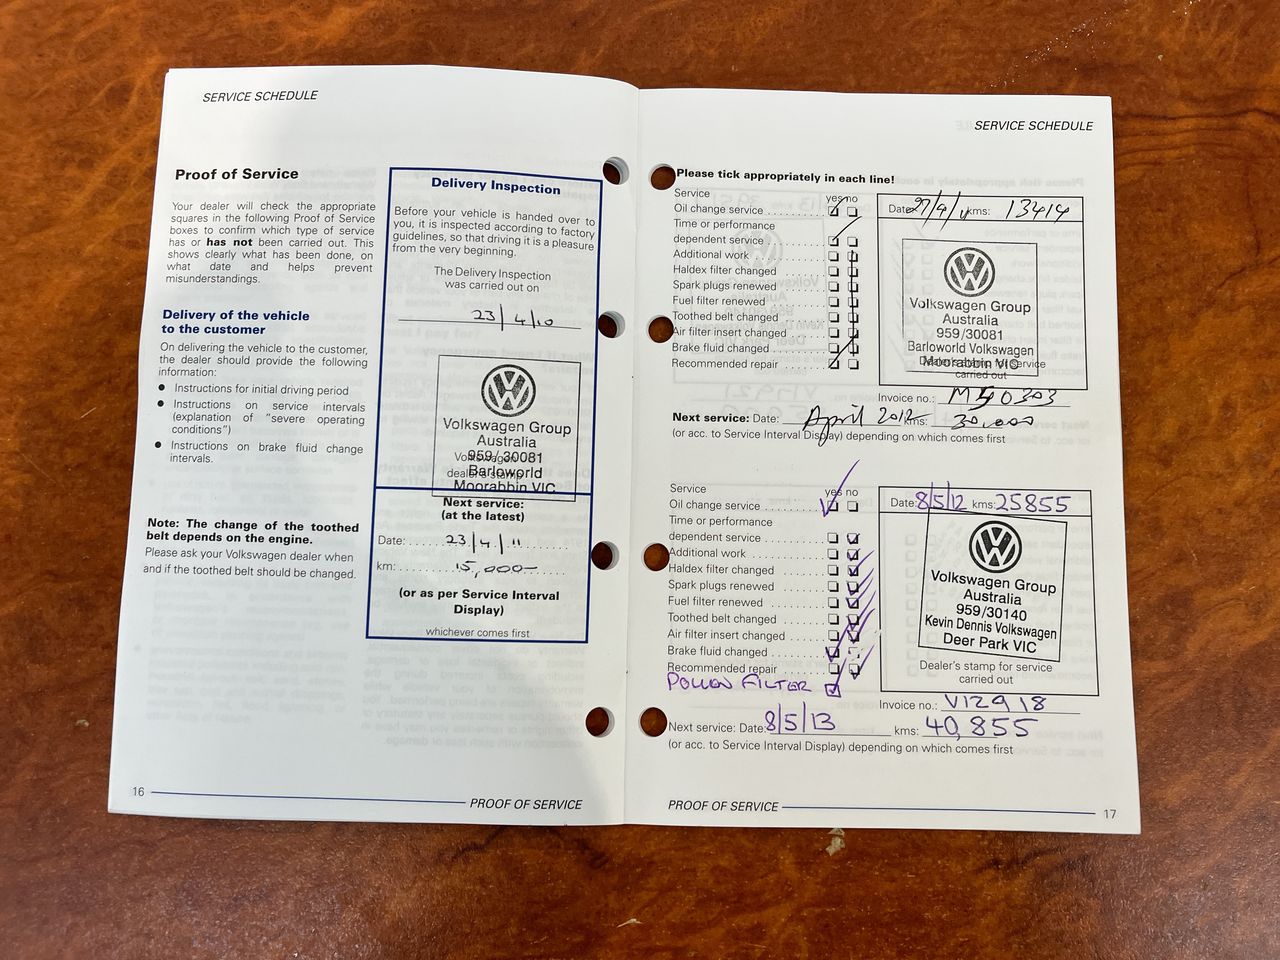 SERVICE SCHEDULE
Proof of Service
Your dealer will check the appropriate
squares in the following Proof of Service
boxes to confirm which type of service
has or has not been carried out. This
shows clearly what has been done, on
what date and helps prevent
misunderstandings.
Delivery of the vehicle
to the customer
On delivering the vehicle to the customer,
the dealer should provide the following
information:
● Instructions for initial driving period
● Instructions on service intervals
(explanation of "severe operating
conditions")
● Instructions on brake fluid change
intervals.
Note: The change of the toothed
belt depends on the engine.
Please ask your Volkswagen dealer when
and if the toothed belt should be changed.
Delivery Inspection
Before your vehicle is handed over to
you, it is inspected according to factory
guidelines, so that driving it is a pleasure
from the very beginning.
The Delivery Inspection
was carried out on
23/4/10
Volkswagen Group
Australia
959/30081
Barloworld
Moorabbin VIC
Volkswagen
dealer's stamp
Next service:
(at the latest)
Date: 23/4/11
km: 15,000
(or as per Service Interval
Display)
whichever comes first
16 PROOF OF SERVICE
SERVICE SCHEDULE
Please tick appropriately in each line!
Service yes no
Oil change service
Time or performance
dependent service
Additional work
Haldex filter changed
Spark plugs renewed
Fuel filter renewed
Toothed belt changed
Air filter insert changed
Brake fluid changed
Recommended repair
Date: 27/4/11 kms: 13414
Volkswagen Group
Australia
959/30081
Barloworld Volkswagen
Moorabbin VIC
Dealer's stamp for service
carried out
Invoice no.:
Next service: Date: April 2012 kms: 30,000
(or acc. to Service Interval Display) depending on which comes first
Service yes no
Oil change service
Time or performance
dependent service
Additional work
Haldex filter changed
Spark plugs renewed
Fuel filter renewed
Toothed belt changed
Air filter insert changed
Brake fluid changed
Recommended repair
POLLEN FILTER
Date: 8/5/12 kms: 25855
Volkswagen Group
Australia
959/30140
Kevin Dennis Volkswagen
Deer Park VIC
Dealer's stamp for service
carried out
Invoice no.: V12918
Next service: Date: 8/5/13 kms: 40,855
(or acc. to Service Interval Display) depending on which comes first
PROOF OF SERVICE 17